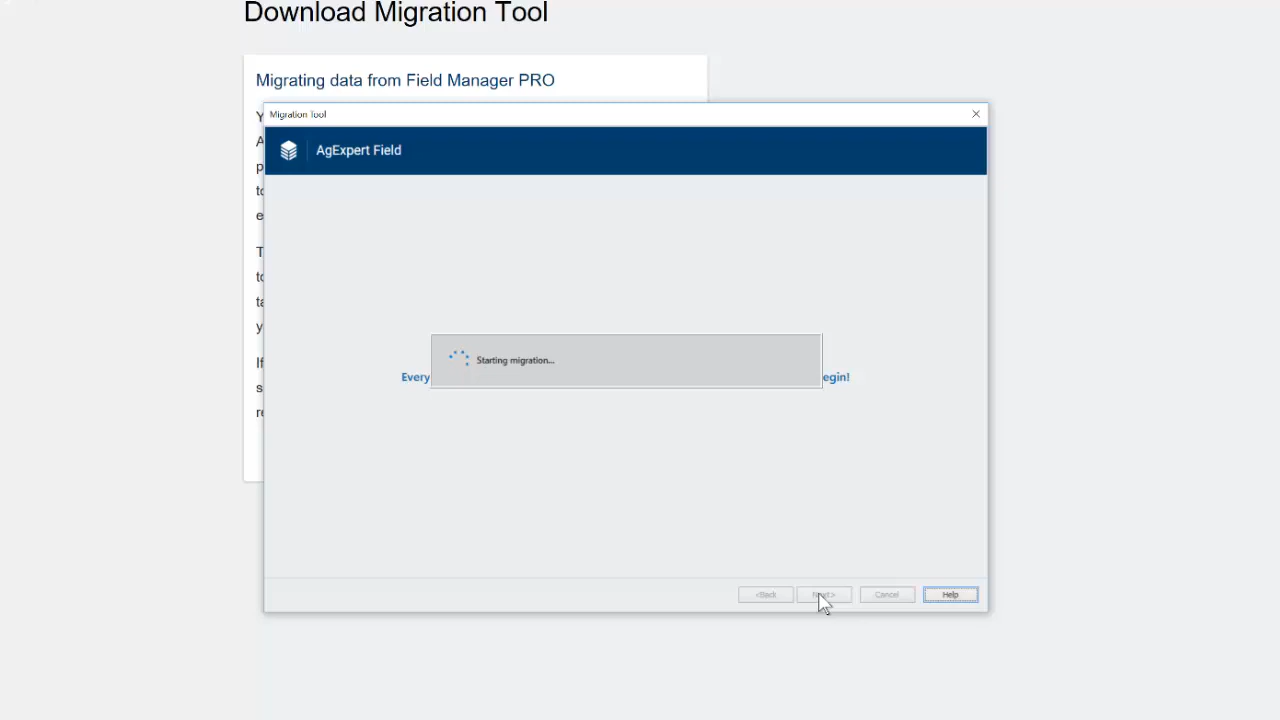 Download Migration Tool
Migrating data from Field Manager PRO
Migration Tool
AgExpert Field
Starting migration...
Every
egin!
<Back
Next>
Cancel
Help